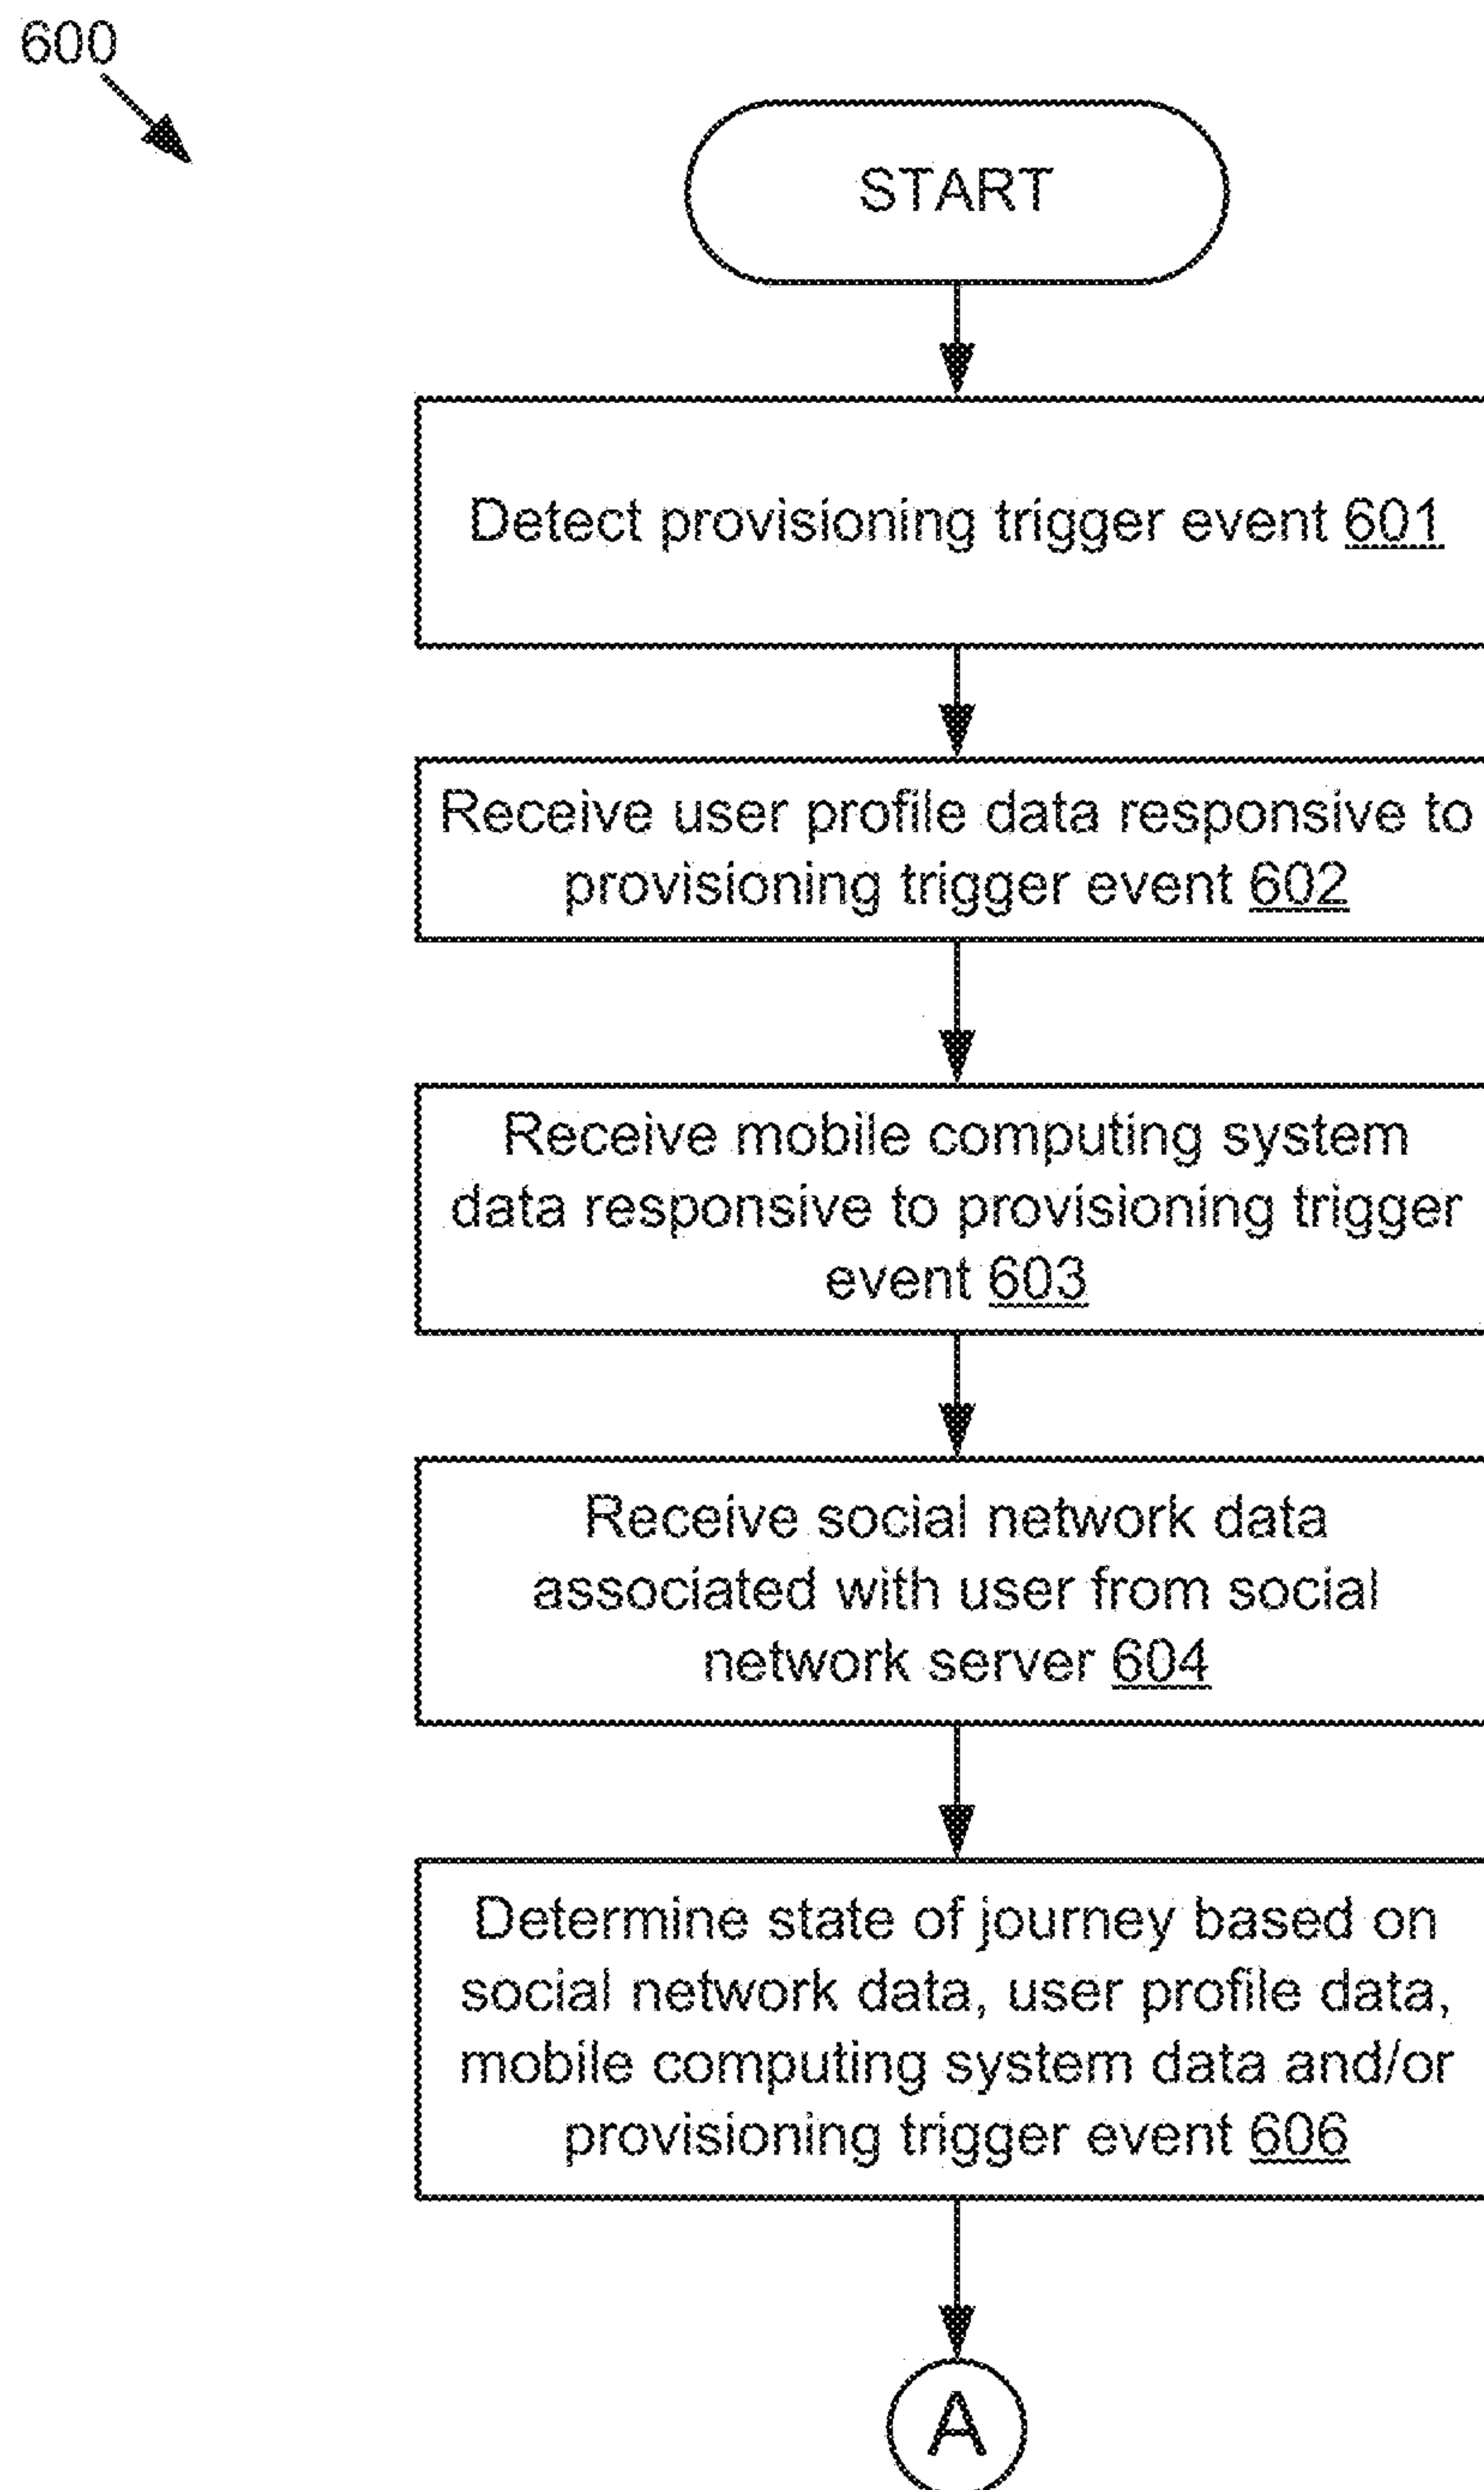 600
START
Detect provisioning trigger event 601
Receive user profile data responsive to
provisioning trigger event 602
Receive mobile computing system
data responsive to provisioning trigger
event 603
Receive social network data
associated with user from social
network server 604
Determine state of journey based on
social network data, user profile data,
mobile computing system data and/or
provisioning trigger event 606
A